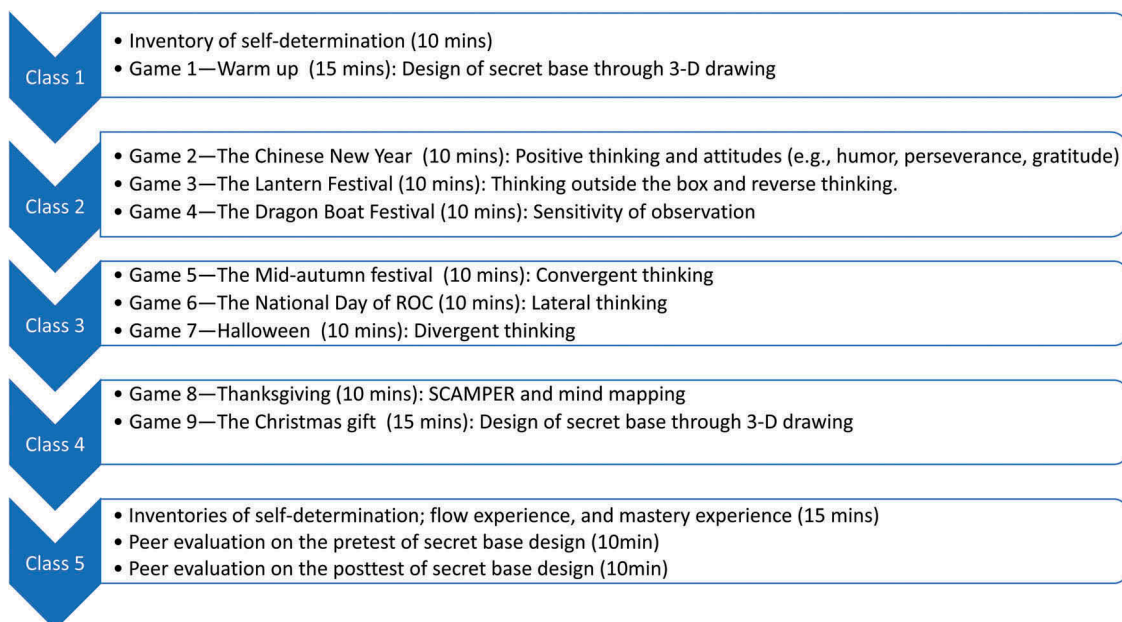 Class 1
• Inventory of self-determination (10 mins)
• Game 1—Warm up (15 mins): Design of secret base through 3-D drawing
Class 2
• Game 2—The Chinese New Year (10 mins): Positive thinking and attitudes (e.g., humor, perseverance, gratitude)
• Game 3—The Lantern Festival (10 mins): Thinking outside the box and reverse thinking.
• Game 4—The Dragon Boat Festival (10 mins): Sensitivity of observation
Class 3
• Game 5—The Mid-autumn festival (10 mins): Convergent thinking
• Game 6—The National Day of ROC (10 mins): Lateral thinking
• Game 7—Halloween (10 mins): Divergent thinking
Class 4
• Game 8—Thanksgiving (10 mins): SCAMPER and mind mapping
• Game 9—The Christmas gift (15 mins): Design of secret base through 3-D drawing
Class 5
• Inventories of self-determination; flow experience, and mastery experience (15 mins)
• Peer evaluation on the pretest of secret base design (10min)
• Peer evaluation on the posttest of secret base design (10min)